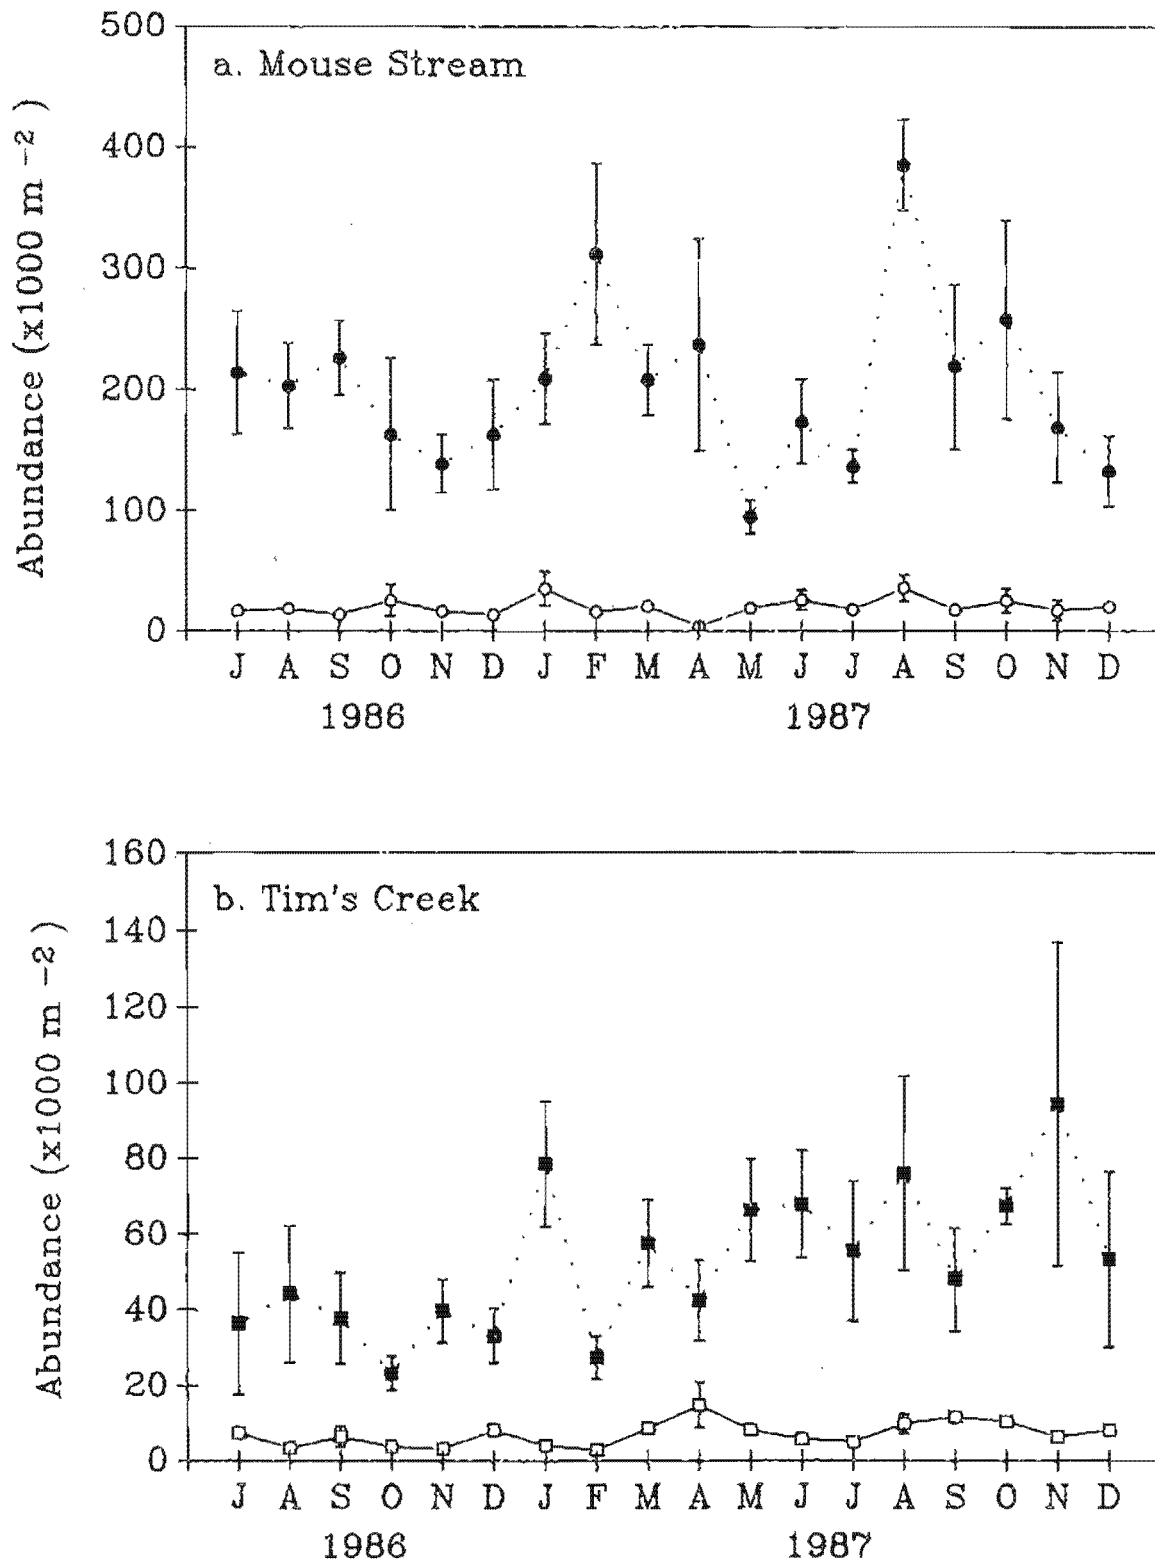 a. Mouse Stream
Abundance (x1000 m -2 )
500
400
300
200
100
0
J A S O N D J F M A M J J A S O N D
1986 1987
b. Tim's Creek
Abundance (x1000 m -2 )
160
140
120
100
80
60
40
20
0
J A S O N D J F M A M J J A S O N D
1986 1987